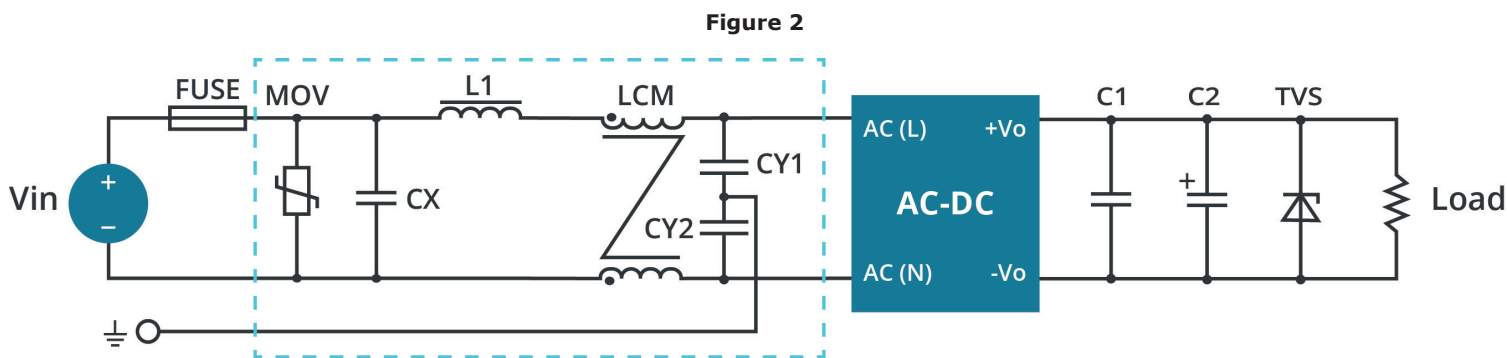 Figure 2
FUSE
MOV
L1
LCM
C1
C2
TVS
AC (L)
+Vo
CY1
+
Vin
−
CX
AC-DC
+
Load
CY2
AC (N)
-Vo